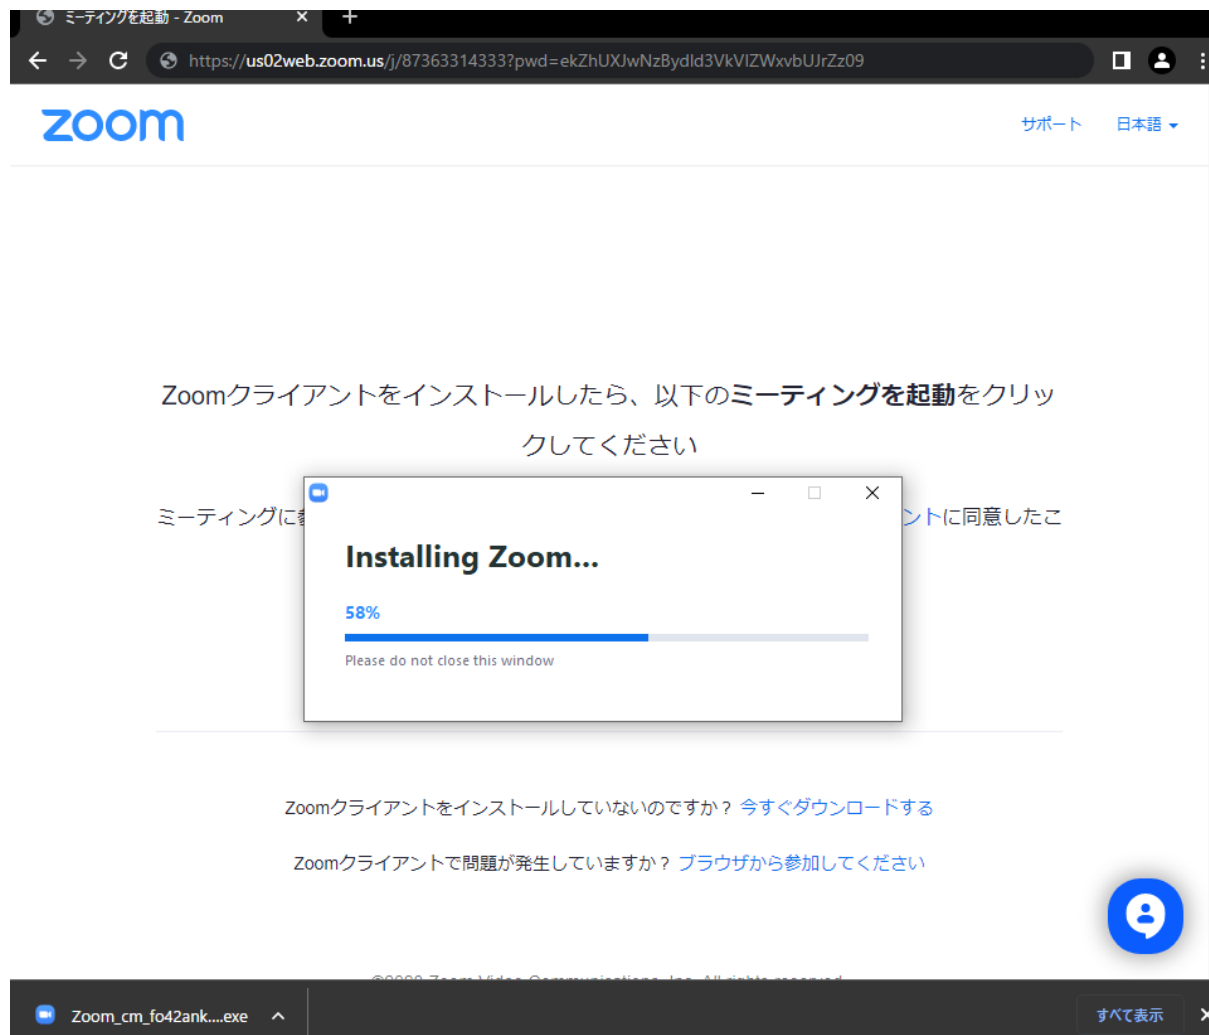 ミーティングを起動 - Zoom
https://us02web.zoom.us/j/87363314333?pwd=ekZhUXJwNzBydld3VkVIZWxvbUJrZz09
zoom
サポート 日本語
Zoomクライアントをインストールしたら、以下のミーティングを起動をクリッ
クしてください
ミーティングに
ントに同意したこ
Installing Zoom...
58%
Please do not close this window
Zoomクライアントをインストールしていないのですか？ 今すぐダウンロードする
Zoomクライアントで問題が発生していますか？ ブラウザから参加してください
Zoom Video Communications, Inc. All rights reserved.
Zoom_cm_fo42ank....exe
すべて表示